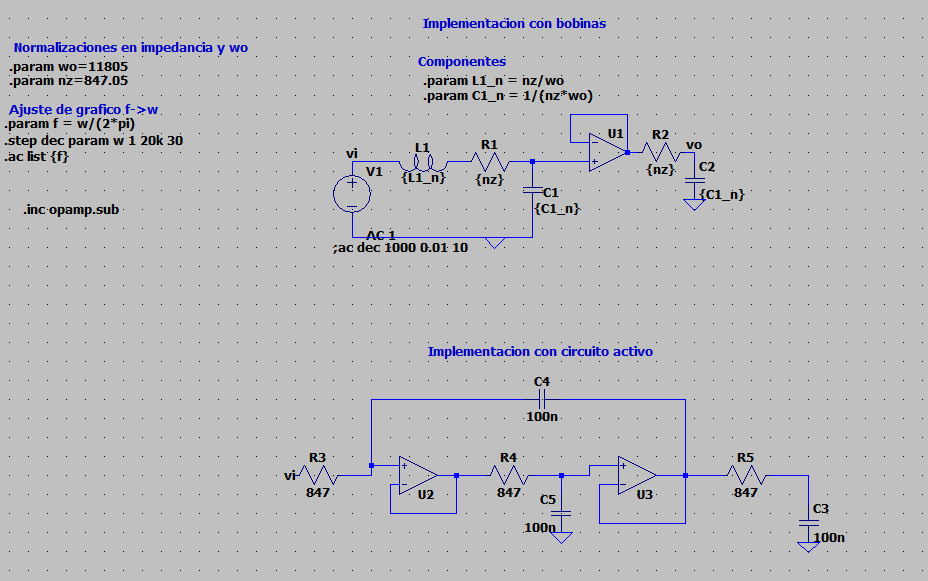 Implementacion con bobinas
Normalizaciones en impedancia y wo
.param wo=11805
.param nz=847.05
Componentes
.param L1_n = nz/wo
.param C1_n = 1/(nz*wo)
Ajuste de grafico f->w
.param f = w/(2*pi)
.step dec param w 1 20k 30
.ac list {f}
.inc opamp.sub
vi
V1
AC 1
;ac dec 1000 0.01 10
L1
{L1_n}
R1
{nz}
C1
{C1_n}
U1
R2
{nz}
vo
C2
{C1_n}
Implementacion con circuito activo
C4
100n
vi
R3
847
U2
R4
847
C5
100n
U3
R5
847
C3
100n